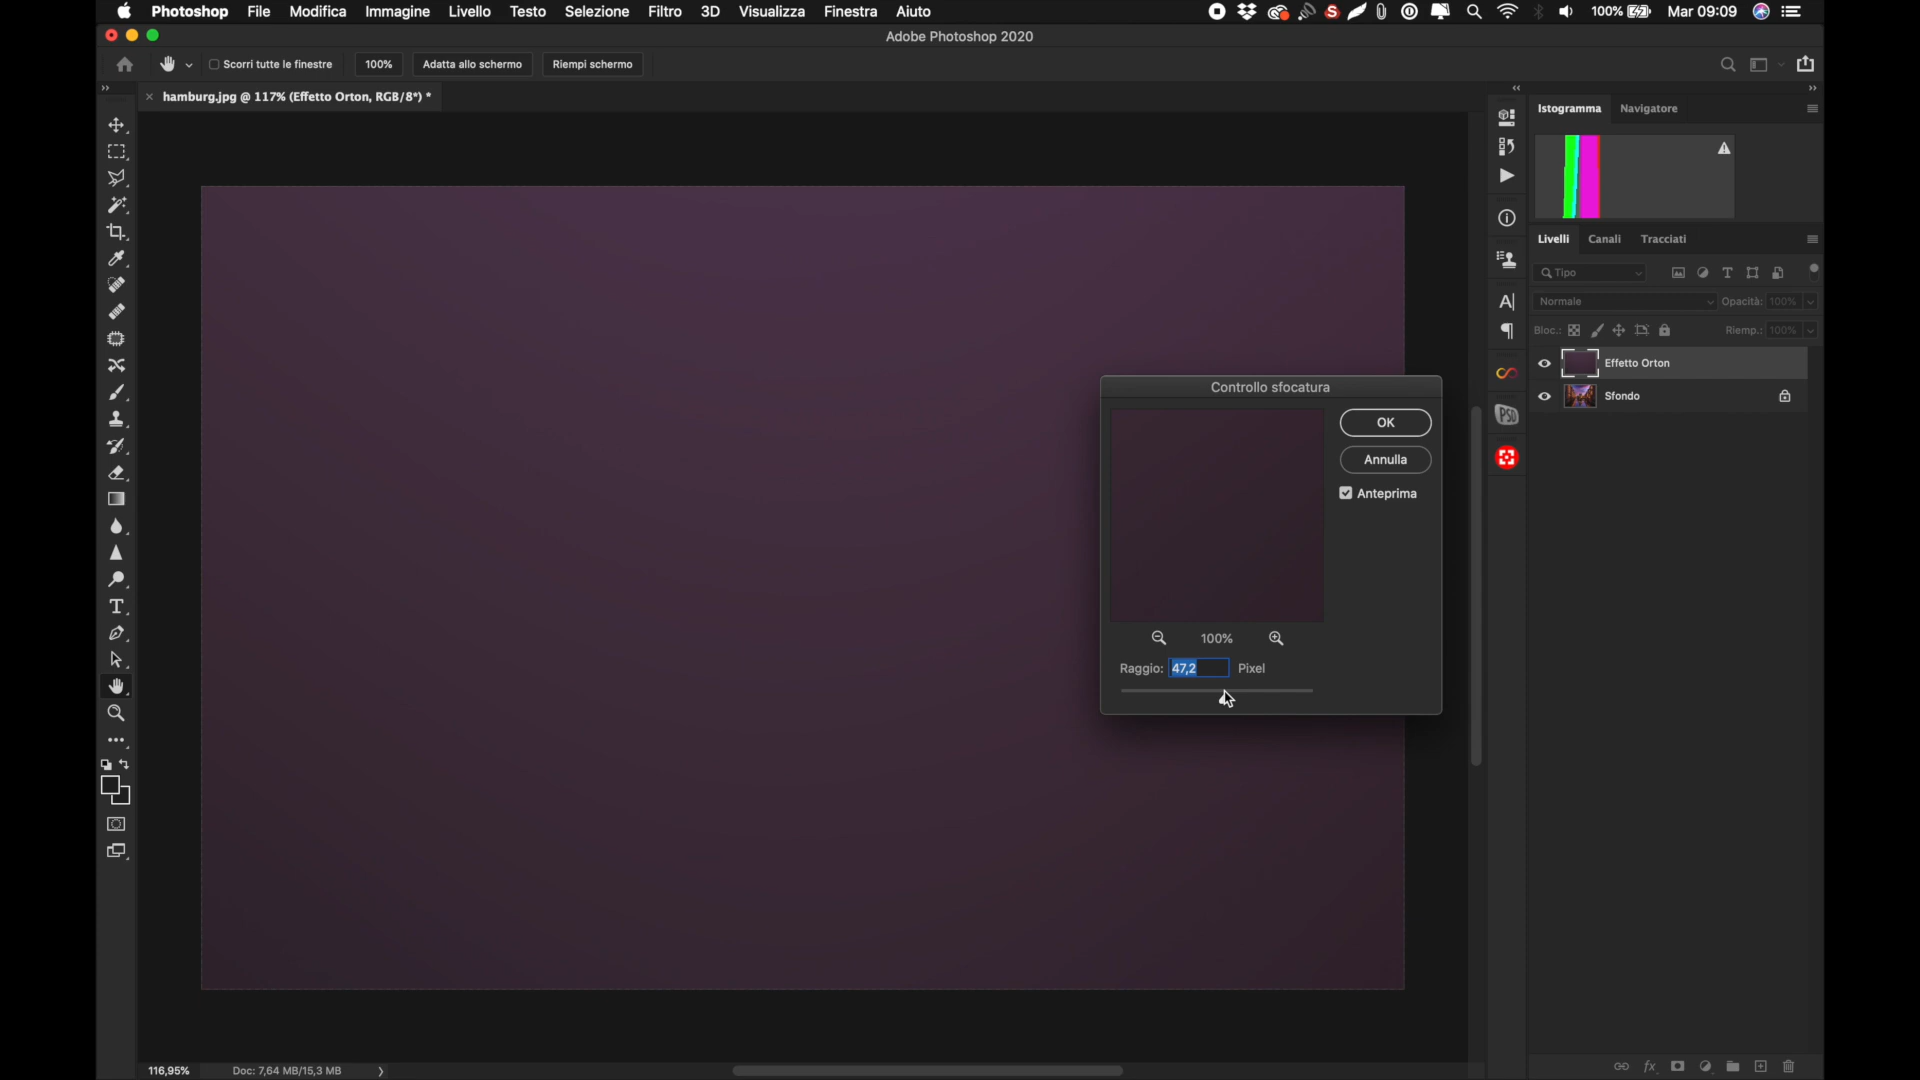 Photoshop File Modifica Immagine Livello Testo Selezione Filtro 3D Visualizza Finestra Aiuto 100% Mar 09:09
Adobe Photoshop 2020
Scorri tutte le finestre 100% Adatta allo schermo Riempi schermo
hamburg.jpg @ 117% (Effetto Orton, RGB/8*) *
Istogramma Navigatore
Livelli Canali Tracciati
Tipo
Normale Opacità: 100%
Bloc.: Riemp.: 100%
Effetto Orton
Sfondo
PSD
Controllo sfocatura
OK
Annulla
Anteprima
100%
Raggio: 47,2 Pixel
116,95% Doc: 7,64 MB/15,3 MB